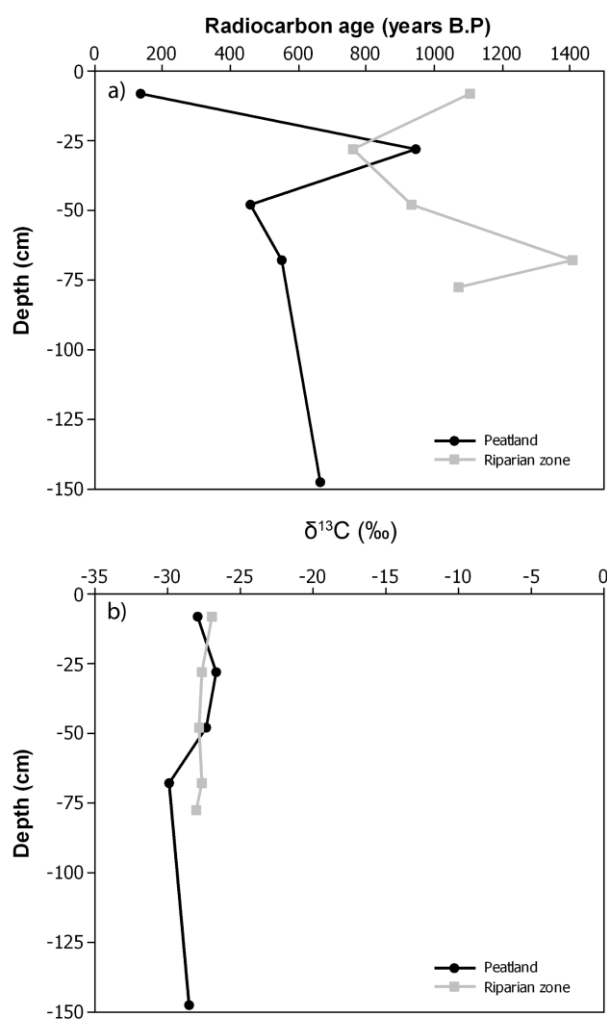 Radiocarbon age (years B.P)
0 200 400 600 800 1000 1200 1400
a)
0
-25
-50
-75
-100
-125
-150
Depth (cm)
Peatland
Riparian zone
δ¹³C (‰)
-35 -30 -25 -20 -15 -10 -5 0
b)
0
-25
-50
-75
-100
-125
-150
Depth (cm)
Peatland
Riparian zone